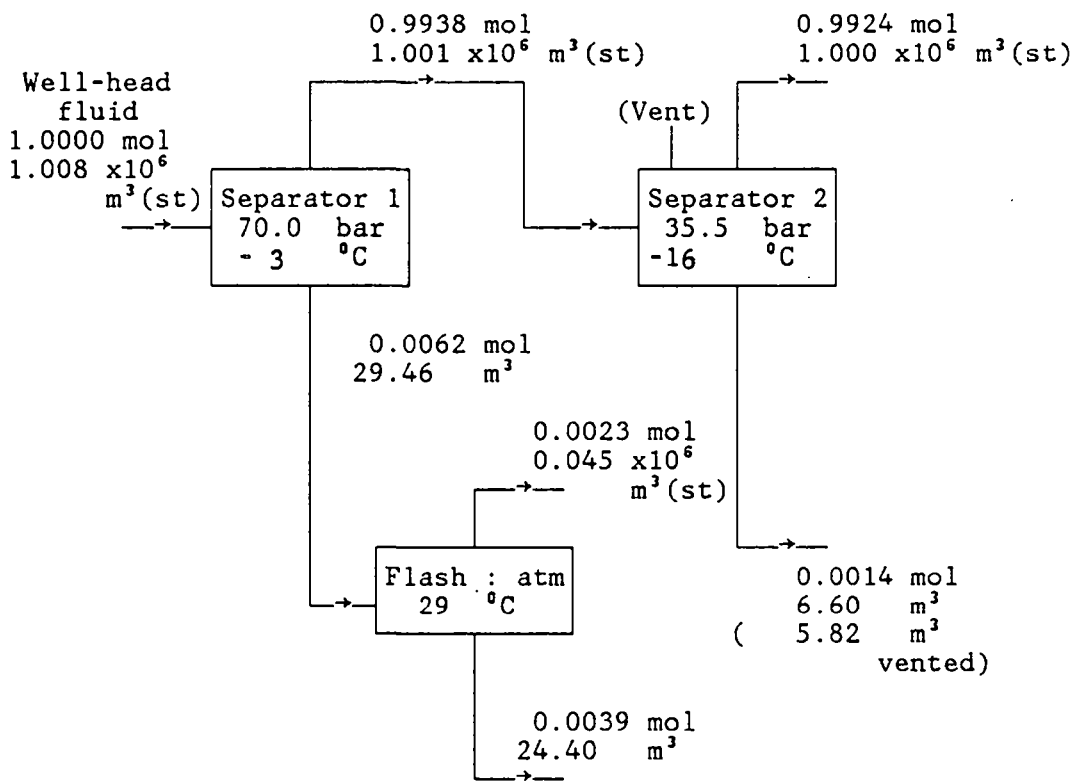 Well-head
fluid
1.0000 mol
1.008 x10⁶
m³(st)
0.9938 mol
1.001 x10⁶ m³(st)
0.9924 mol
1.000 x10⁶ m³(st)
(Vent)
Separator 1
70.0 bar
- 3 ⁰C
Separator 2
35.5 bar
-16 ⁰C
0.0062 mol
29.46 m³
0.0023 mol
0.045 x10⁶
m³(st)
Flash : atm
29 ⁰C
0.0014 mol
6.60 m³
( 5.82 m³
vented)
0.0039 mol
24.40 m³